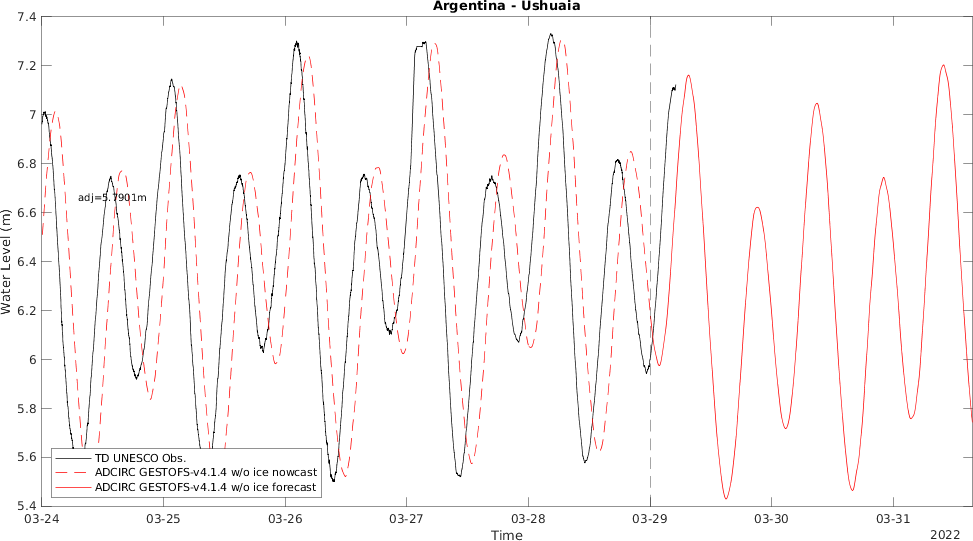 Argentina - Ushuaia
7.4
7.2
7
6.8
6.6
6.4
6.2
6
5.8
5.6
5.4
Water Level (m)
adj=5.7901m
TD UNESCO Obs.
ADCIRC GESTOFS-v4.1.4 w/o ice nowcast
ADCIRC GESTOFS-v4.1.4 w/o ice forecast
03-24 03-25 03-26 03-27 03-28 03-29 03-30 03-31
Time
2022